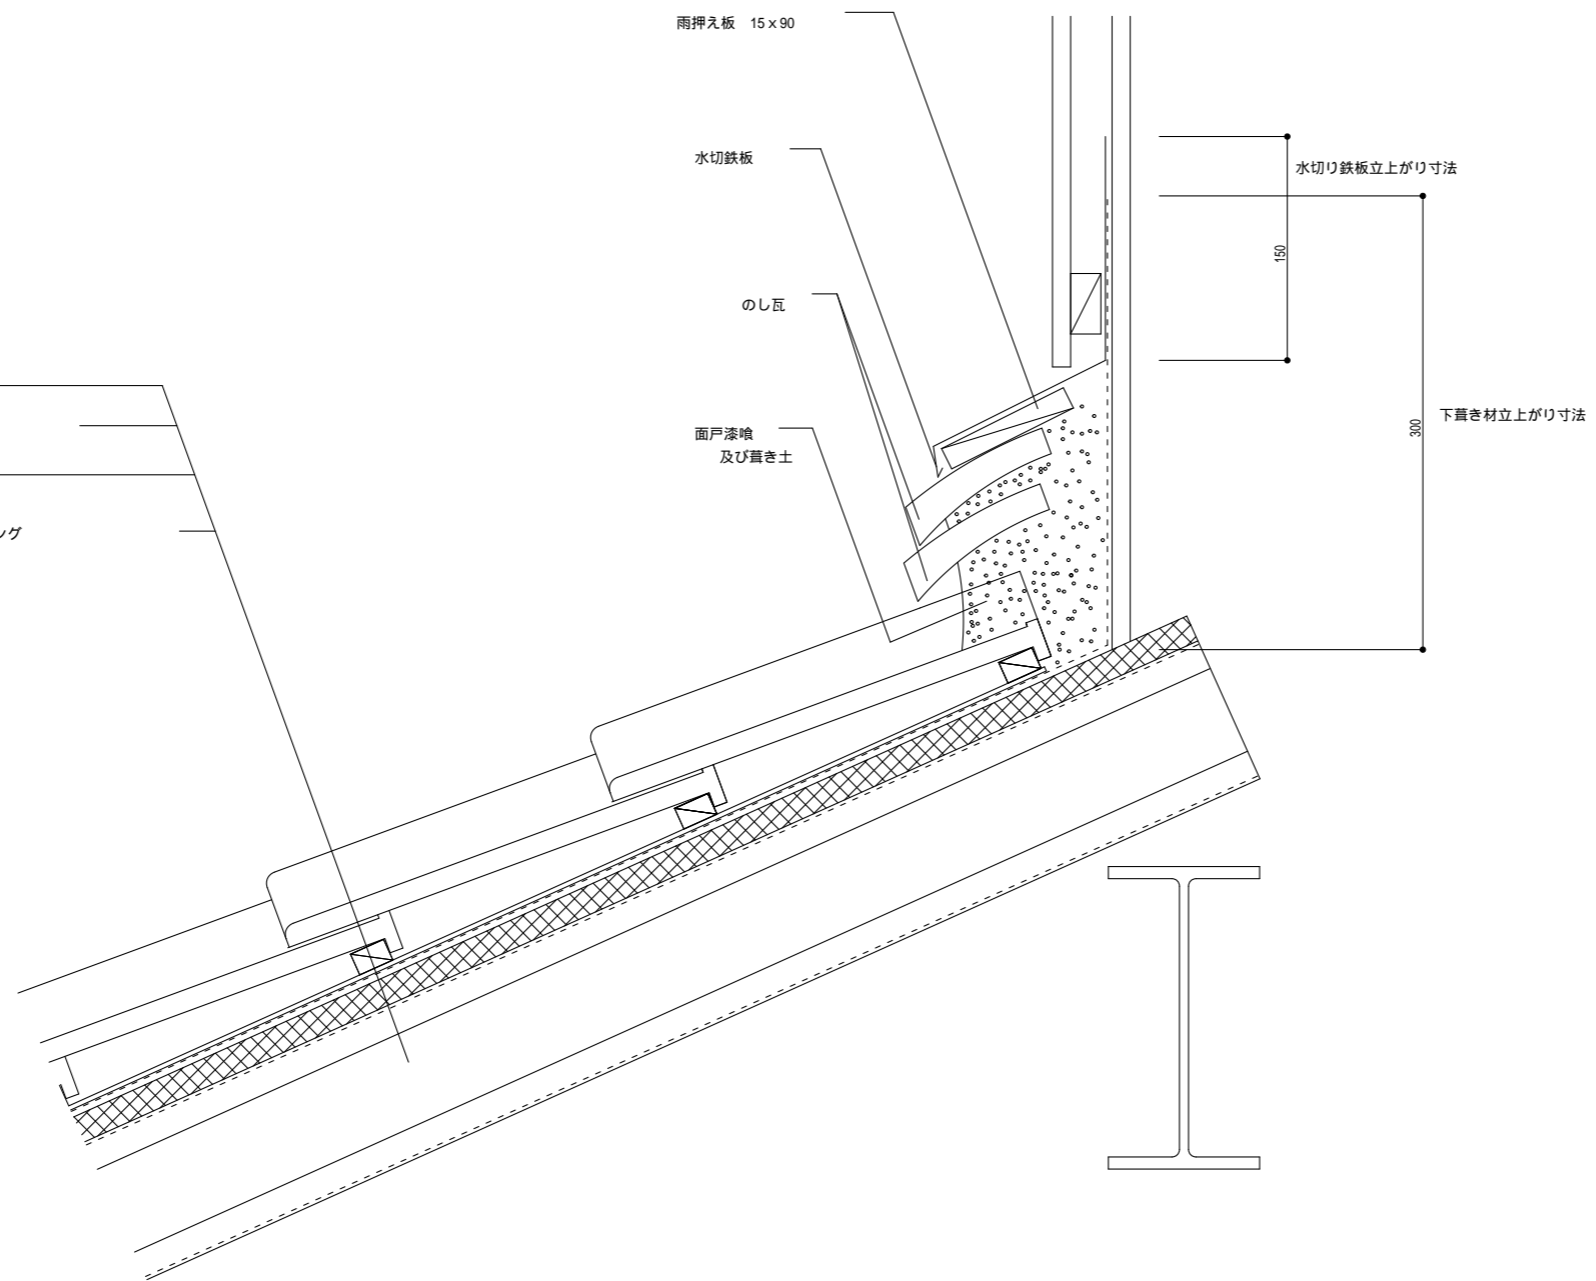 雨押え板　15 x 90
水切鉄板
水切り鉄板立上がり寸法
150
のし瓦
下葺き材立上がり寸法
300
面戸漆喰
及び葺き土
ング